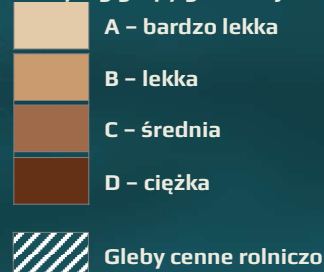 A – bardzo lekka
B – lekka
C – średnia
D – ciężka
Gleby cenne rolniczo